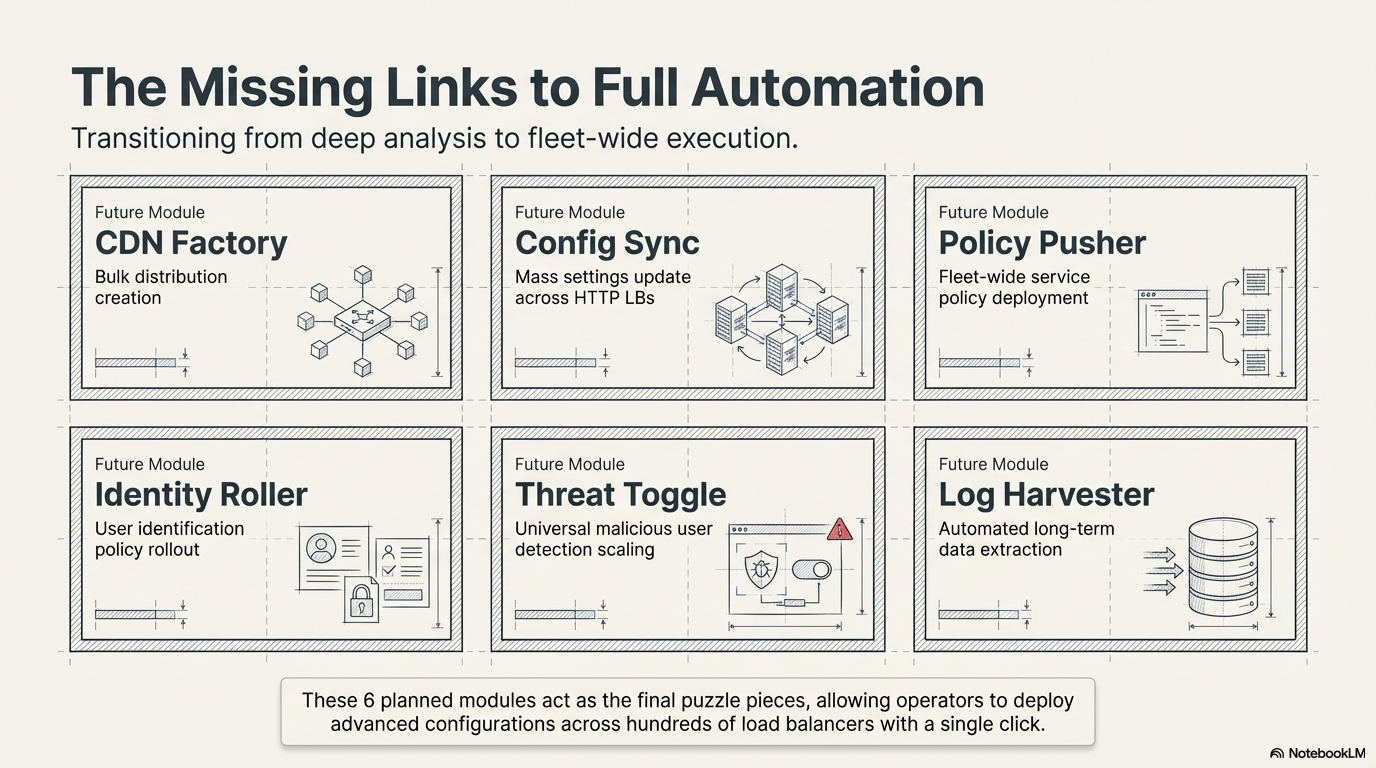 The Missing Links to Full Automation
Transitioning from deep analysis to fleet-wide execution.
Future Module
CDN Factory
Bulk distribution
creation
Future Module
Config Sync
Mass settings update
across HTTP LBs
Future Module
Policy Pusher
Fleet-wide service
policy deployment
Future Module
Identity Roller
User identification
policy rollout
Future Module
Threat Toggle
Universal malicious user
detection scaling
Future Module
Log Harvester
Automated long-term
data extraction
These 6 planned modules act as the final puzzle pieces, allowing operators to deploy
advanced configurations across hundreds of load balancers with a single click.
NotebookLM